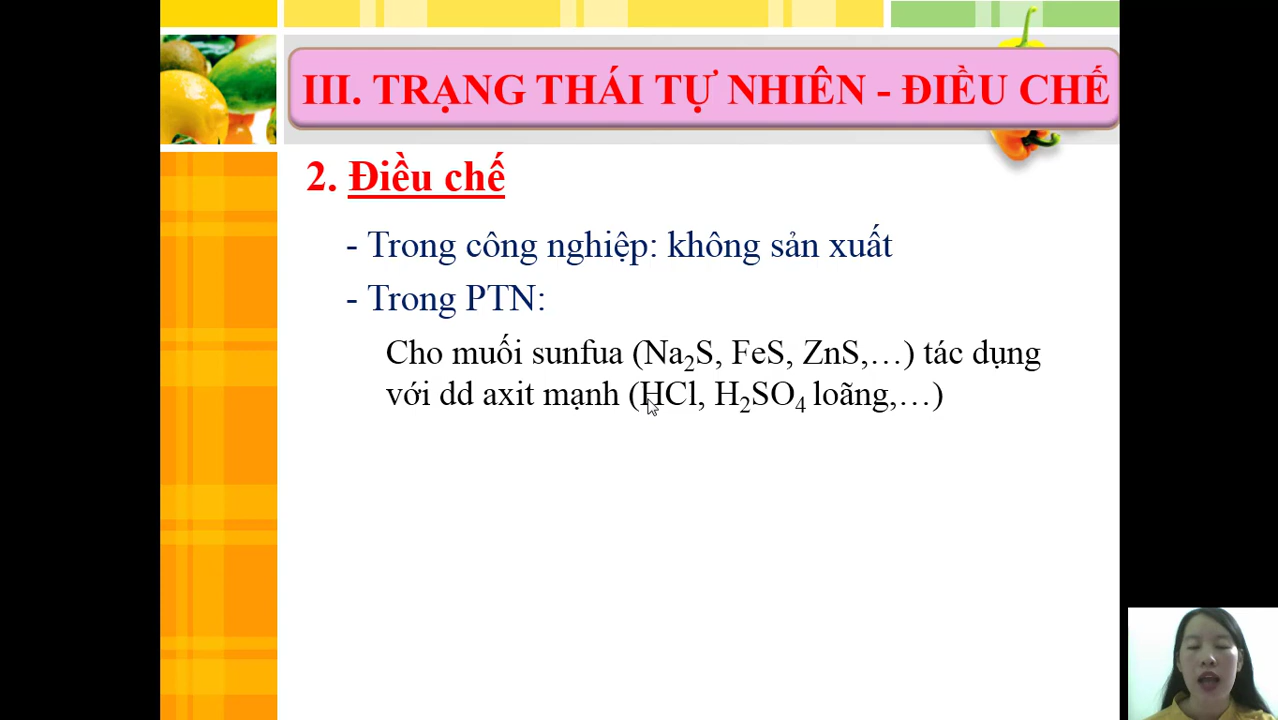 III. TRẠNG THÁI TỰ NHIÊN - ĐIỀU CHẾ
2. Điều chế
- Trong công nghiệp: không sản xuất
- Trong PTN:
Cho muối sunfua (Na₂S, FeS, ZnS,…) tác dụng
với dd axit mạnh (HCl, H₂SO₄ loãng,…)